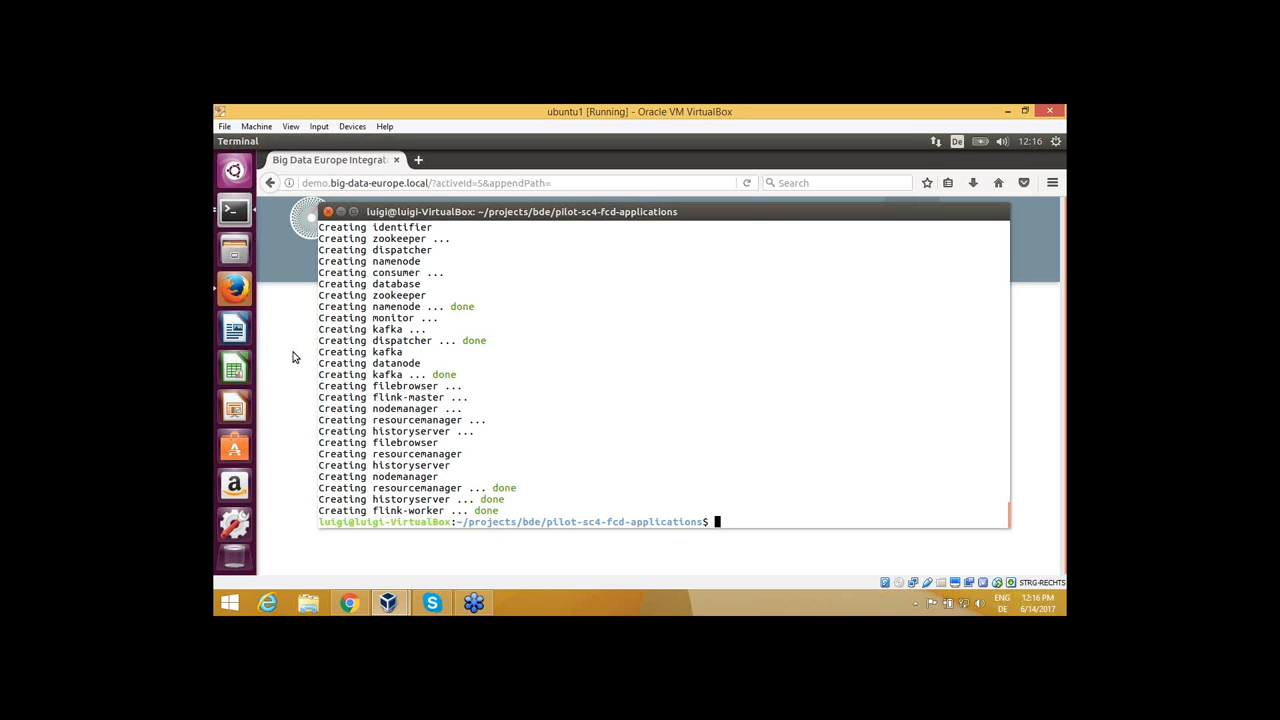 ubuntu1 [Running] - Oracle VM VirtualBox
File Machine View Input Devices Help
Terminal De 12:16
Big Data Europe Integrat
demo.big-data-europe.local/?activeId=5&appendPath= Search
luigi@luigi-VirtualBox: ~/projects/bde/pilot-sc4-fcd-applications
Creating identifier
Creating zookeeper ...
Creating dispatcher
Creating namenode
Creating consumer ...
Creating database
Creating zookeeper
Creating namenode ... done
Creating monitor ...
Creating kafka ...
Creating dispatcher ... done
Creating kafka
Creating datanode
Creating kafka ... done
Creating filebrowser ...
Creating flink-master ...
Creating nodemanager ...
Creating resourcemanager ...
Creating historyserver ...
Creating filebrowser
Creating resourcemanager
Creating historyserver
Creating nodemanager
Creating resourcemanager ... done
Creating historyserver ... done
Creating flink-worker ... done
luigi@luigi-VirtualBox:~/projects/bde/pilot-sc4-fcd-applications$
STRG-RECHTS
ENG 12:16 PM
DE 6/14/2017